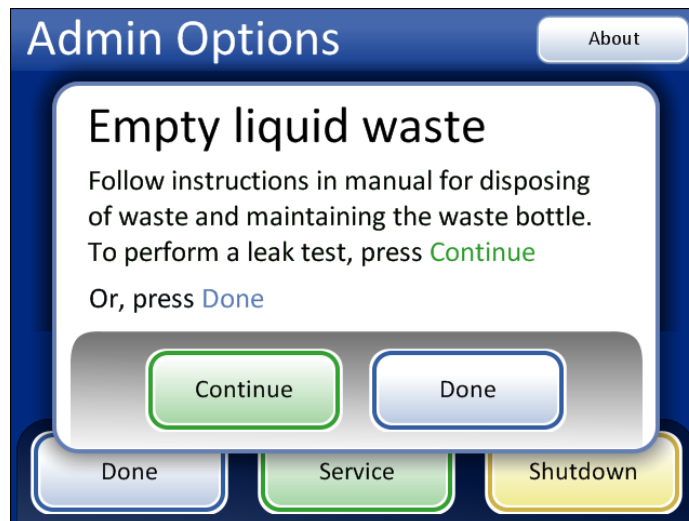 Admin Options
About
Empty liquid waste
Follow instructions in manual for disposing
of waste and maintaining the waste bottle.
To perform a leak test, press Continue
Or, press Done
Continue
Done
Done
Service
Shutdown